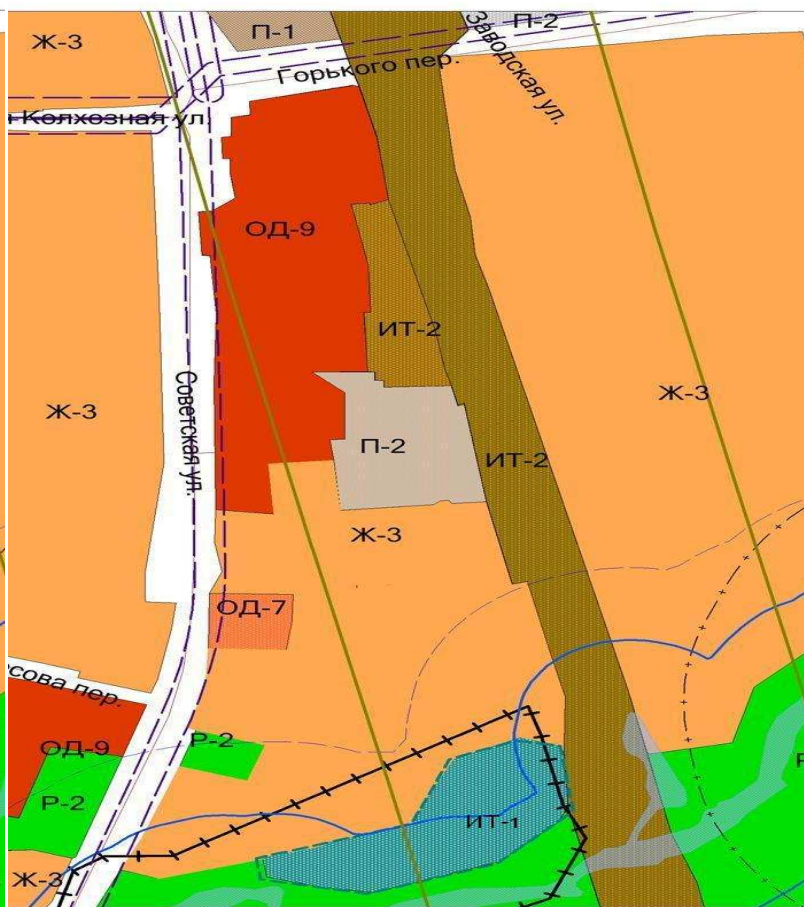 П-1
П-2
Ж-3
Заводская ул.
Горького пер.
Колхозная ул.
ОД-9
ИТ-2
Ж-3
Ж-3
Советская ул.
П-2
ИТ-2
Ж-3
ОД-7
сова пер.
ОД-9
Р-2
Р-2
ИТ-1
Ж-3